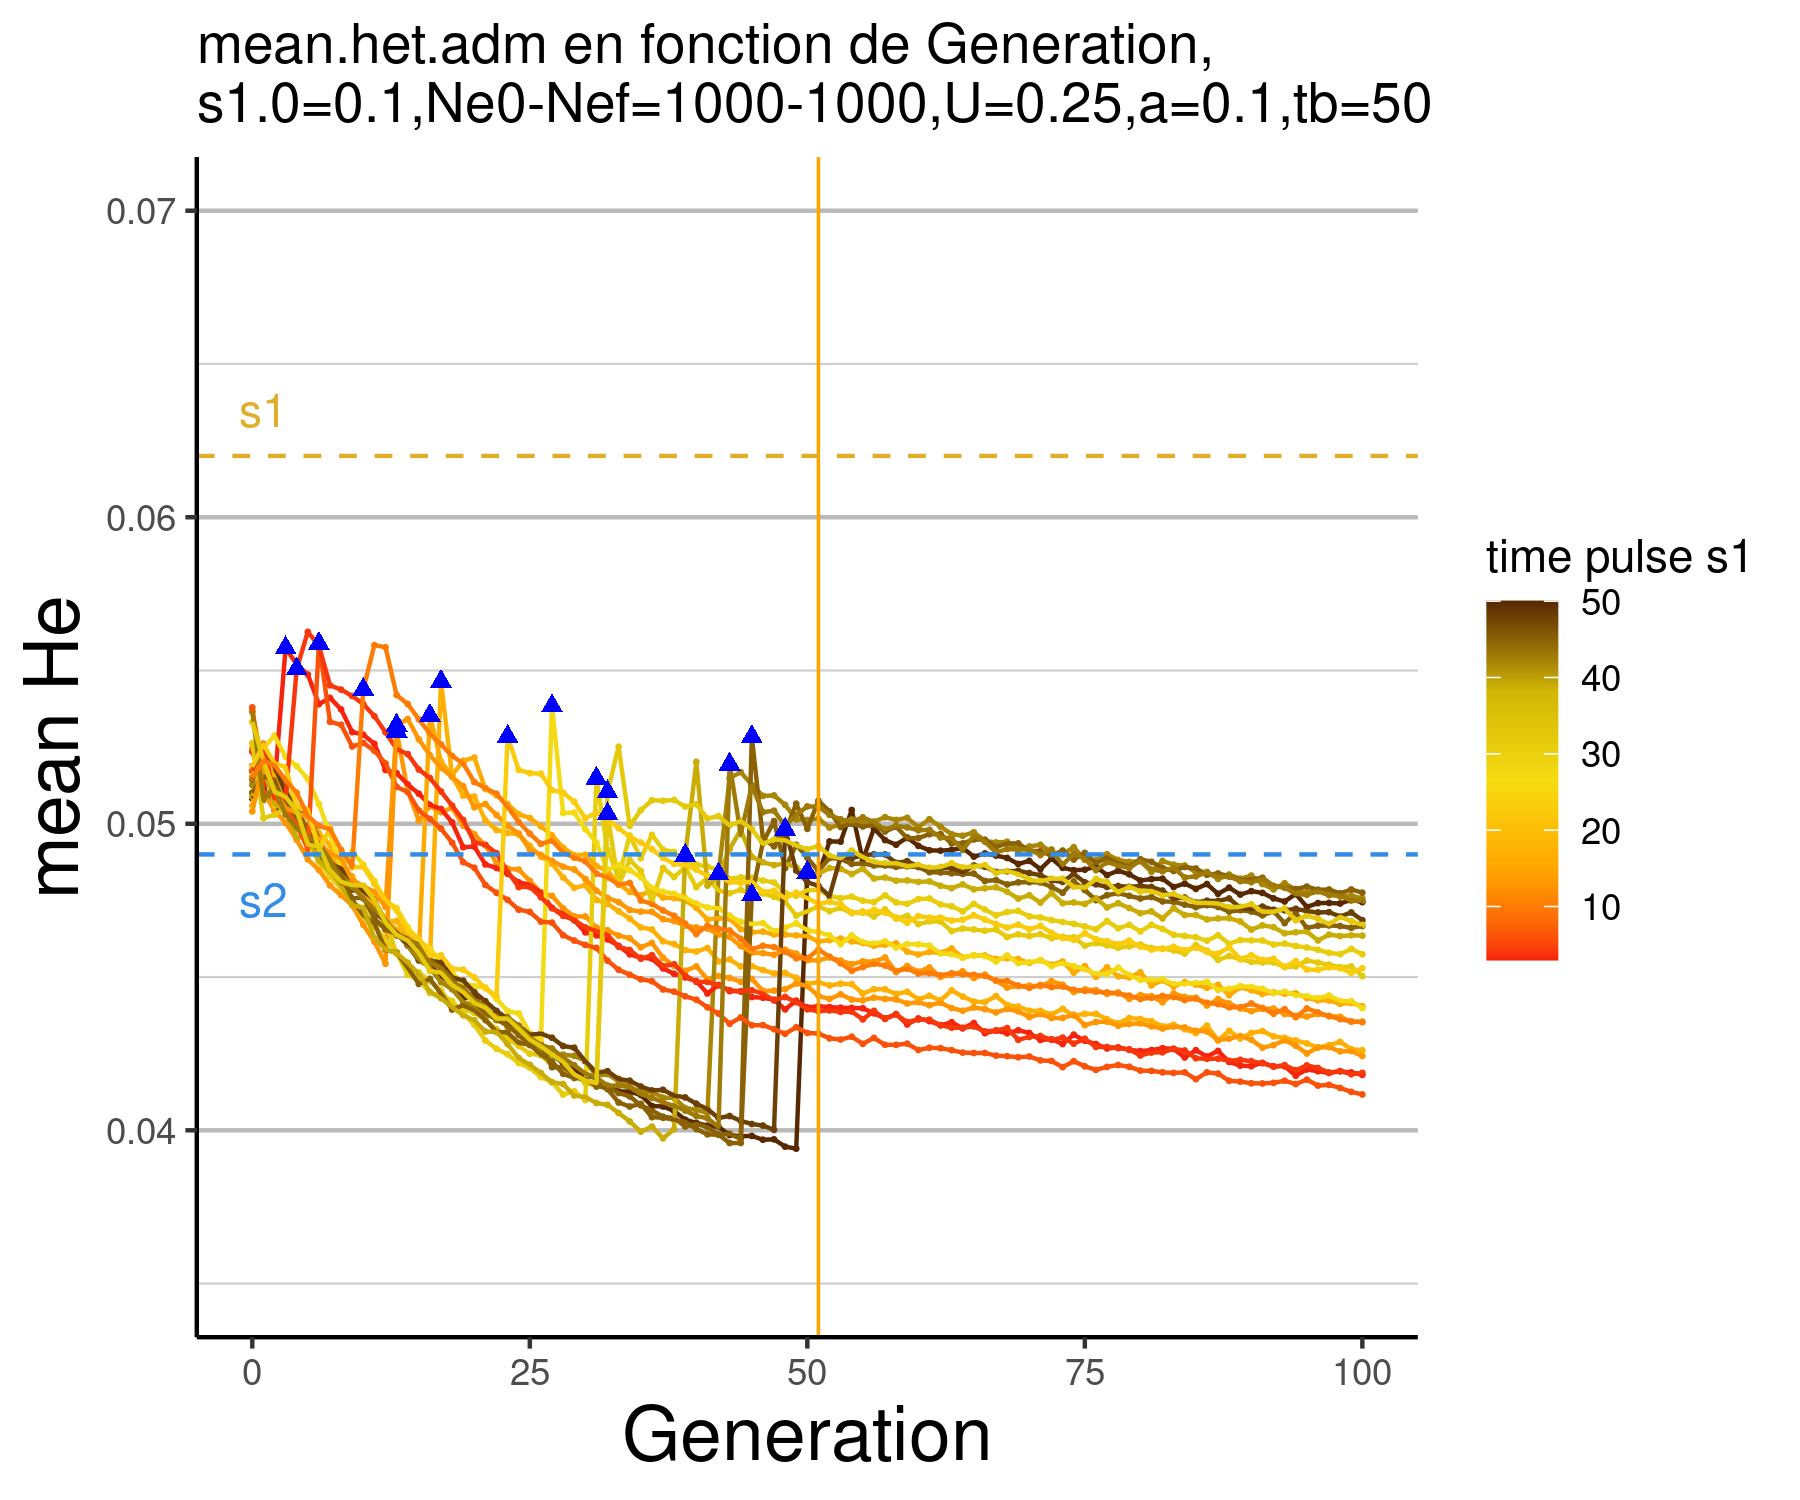 mean.het.adm en fonction de Generation,
s1.0=0.1,Ne0-Nef=1000-1000,U=0.25,a=0.1,tb=50
mean He
0.07
0.06
0.05
0.04
s1
s2
0 25 50 75 100
Generation
time pulse s1
50
40
30
20
10